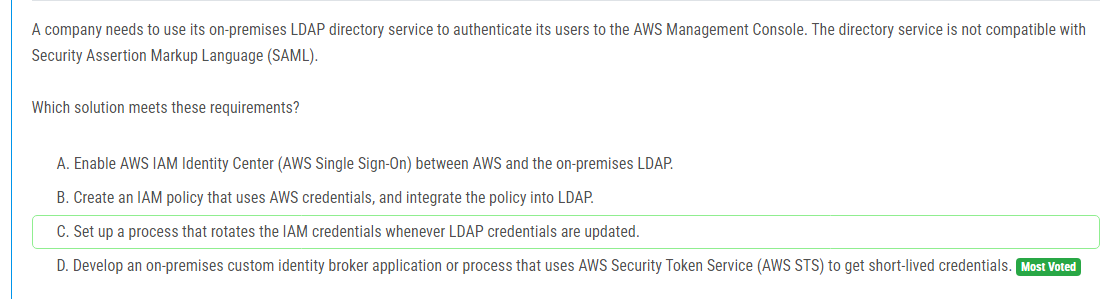 A company needs to use its on-premises LDAP directory service to authenticate its users to the AWS Management Console. The directory service is not compatible with
Security Assertion Markup Language (SAML).
Which solution meets these requirements?
A. Enable AWS IAM Identity Center (AWS Single Sign-On) between AWS and the on-premises LDAP.
B. Create an IAM policy that uses AWS credentials, and integrate the policy into LDAP.
C. Set up a process that rotates the IAM credentials whenever LDAP credentials are updated.
D. Develop an on-premises custom identity broker application or process that uses AWS Security Token Service (AWS STS) to get short-lived credentials. Most Voted